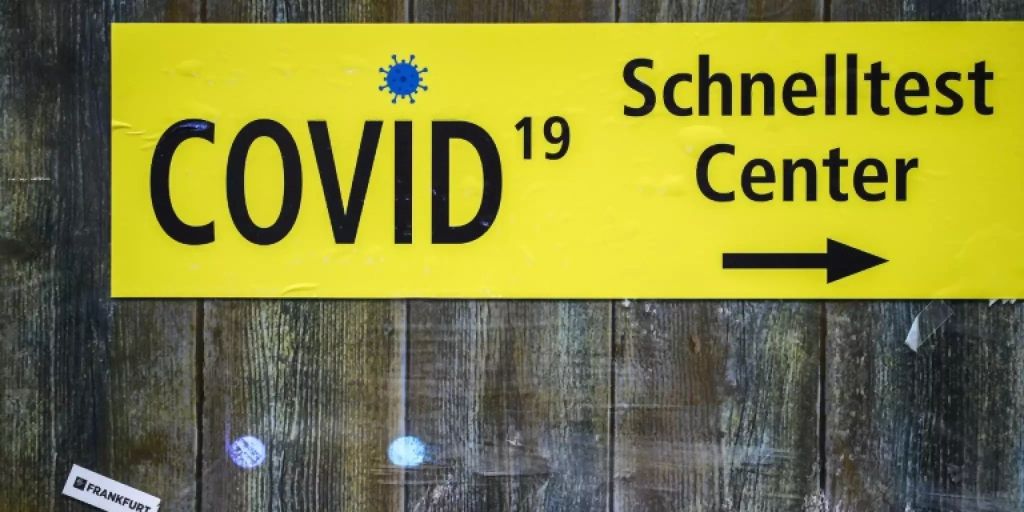 COVID 19
Schnelltest
Center
FRANKFURT